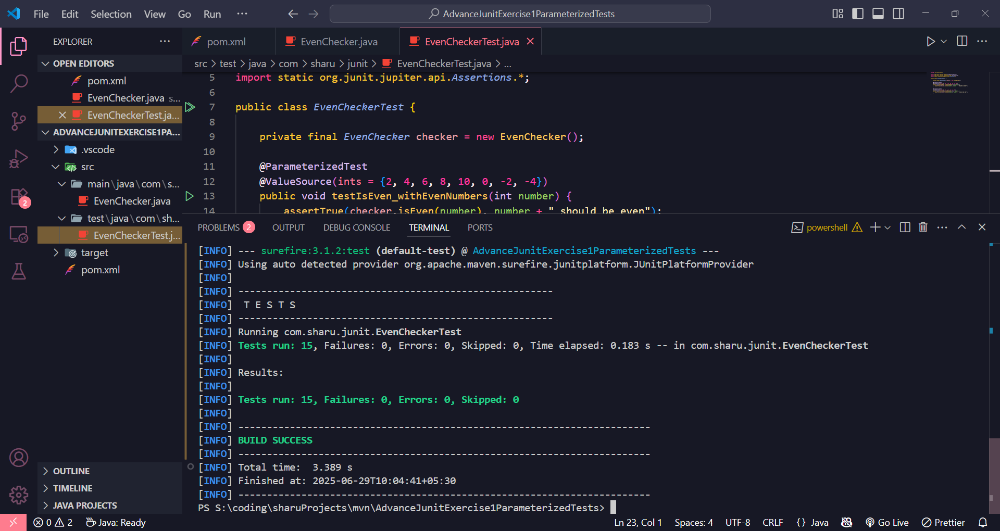 File Edit Selection View Go Run ··· AdvanceJunitExercise1ParameterizedTests
EXPLORER ···
OPEN EDITORS
pom.xml
EvenChecker.java s...
EvenCheckerTest.ja...
ADVANCEJUNITEXERCISE1PA...
.vscode
src
main\java\com\s...
EvenChecker.java
test\java\com\sh...
EvenCheckerTest.j...
target
pom.xml
OUTLINE
TIMELINE
JAVA PROJECTS
2
pom.xml EvenChecker.java EvenCheckerTest.java
src > test > java > com > sharu > junit > EvenCheckerTest.java > ...
5 import static org.junit.jupiter.api.Assertions.*;
6
7 public class EvenCheckerTest {
8
9 private final EvenChecker checker = new EvenChecker();
10
11 @ParameterizedTest
12 @ValueSource(ints = {2, 4, 6, 8, 10, 0, -2, -4})
13 public void testIsEven_withEvenNumbers(int number) {
14 assertTrue(checker.isEven(number), number + " should be even");
PROBLEMS 2 OUTPUT DEBUG CONSOLE TERMINAL PORTS powershell
[INFO] --- surefire:3.1.2:test (default-test) @ AdvanceJunitExercise1ParameterizedTests ---
[INFO] Using auto detected provider org.apache.maven.surefire.junitplatform.JUnitPlatformProvider
[INFO]
[INFO] -------------------------------------------------------
[INFO]  T E S T S
[INFO] -------------------------------------------------------
[INFO] Running com.sharu.junit.EvenCheckerTest
[INFO] Tests run: 15, Failures: 0, Errors: 0, Skipped: 0, Time elapsed: 0.183 s -- in com.sharu.junit.EvenCheckerTest
[INFO]
[INFO] Results:
[INFO]
[INFO] Tests run: 15, Failures: 0, Errors: 0, Skipped: 0
[INFO]
[INFO] ------------------------------------------------------------------------
[INFO] BUILD SUCCESS
[INFO] ------------------------------------------------------------------------
[INFO] Total time:  3.389 s
[INFO] Finished at: 2025-06-29T10:04:41+05:30
[INFO] ------------------------------------------------------------------------
PS S:\coding\sharuProjects\mvn\AdvanceJunitExercise1ParameterizedTests>
0 2 Java: Ready Ln 23, Col 1 Spaces: 4 UTF-8 CRLF {} Java Go Live Prettier